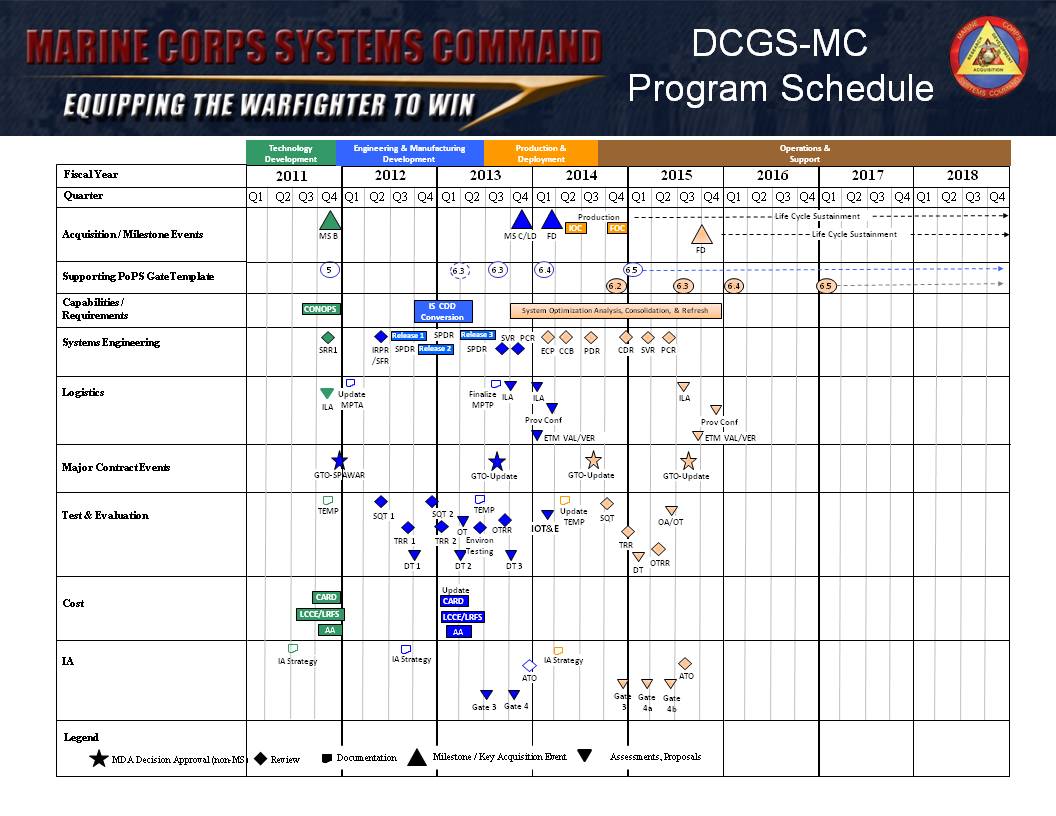 MARINE CORPS SYSTEMS COMMAND
EQUIPPING THE WARFIGHTER TO WIN
DCGS-MC
Program Schedule
MARINE CORPS
RESEARCH DEVELOPMENT
ACQUISITION
SYSTEMS COMMAND
Technology
Development
Engineering & Manufacturing
Development
Production &
Deployment
Operations &
Support
Fiscal Year 2011 2012 2013 2014 2015 2016 2017 2018
Quarter Q1 Q2 Q3 Q4 Q1 Q2 Q3 Q4 Q1 Q2 Q3 Q4 Q1 Q2 Q3 Q4 Q1 Q2 Q3 Q4 Q1 Q2 Q3 Q4 Q1 Q2 Q3 Q4 Q1 Q2 Q3 Q4
Acquisition / Milestone Events
Production Life Cycle Sustainment
IOC FOC
MS B MS C/LD FD Life Cycle Sustainment
FD
Supporting PoPS Gate Template
5 6.3 6.3 6.4 6.5
6.2 6.3 6.4 6.5
Capabilities /
Requirements
CONOPS
IS CDD
Conversion
System Optimization Analysis, Consolidation, & Refresh
Systems Engineering
Release 1 SPDR Release 3 SVR PCR
SRR1 IRPR
/SFR
SPDR Release 2 SPDR ECP CCB PDR CDR SVR PCR
Logistics
ILA Update
MPTA
Finalize
MPTP
ILA ILA ILA
Prov Conf Prov Conf
ETM VAL/VER ETM VAL/VER
Major Contract Events
GTO-SPAWAR GTO-Update GTO-Update GTO-Update
Test & Evaluation
TEMP SQT 1 SQT 2 TEMP Update
TEMP
SQT OA/OT
TRR 1 TRR 2 OT Environ
Testing
OTRR IOT&E TRR
DT 1 DT 2 DT 3 DT OTRR
Cost
CARD
LCCE/LRFS
AA
Update
CARD
LCCE/LRFS
AA
IA
IA Strategy IA Strategy IA Strategy
ATO ATO
Gate 3 Gate 4 Gate
3
Gate
4a
Gate
4b
Legend
MDA Decision Approval (non-MS) Review Documentation Milestone / Key Acquisition Event Assessments, Proposals